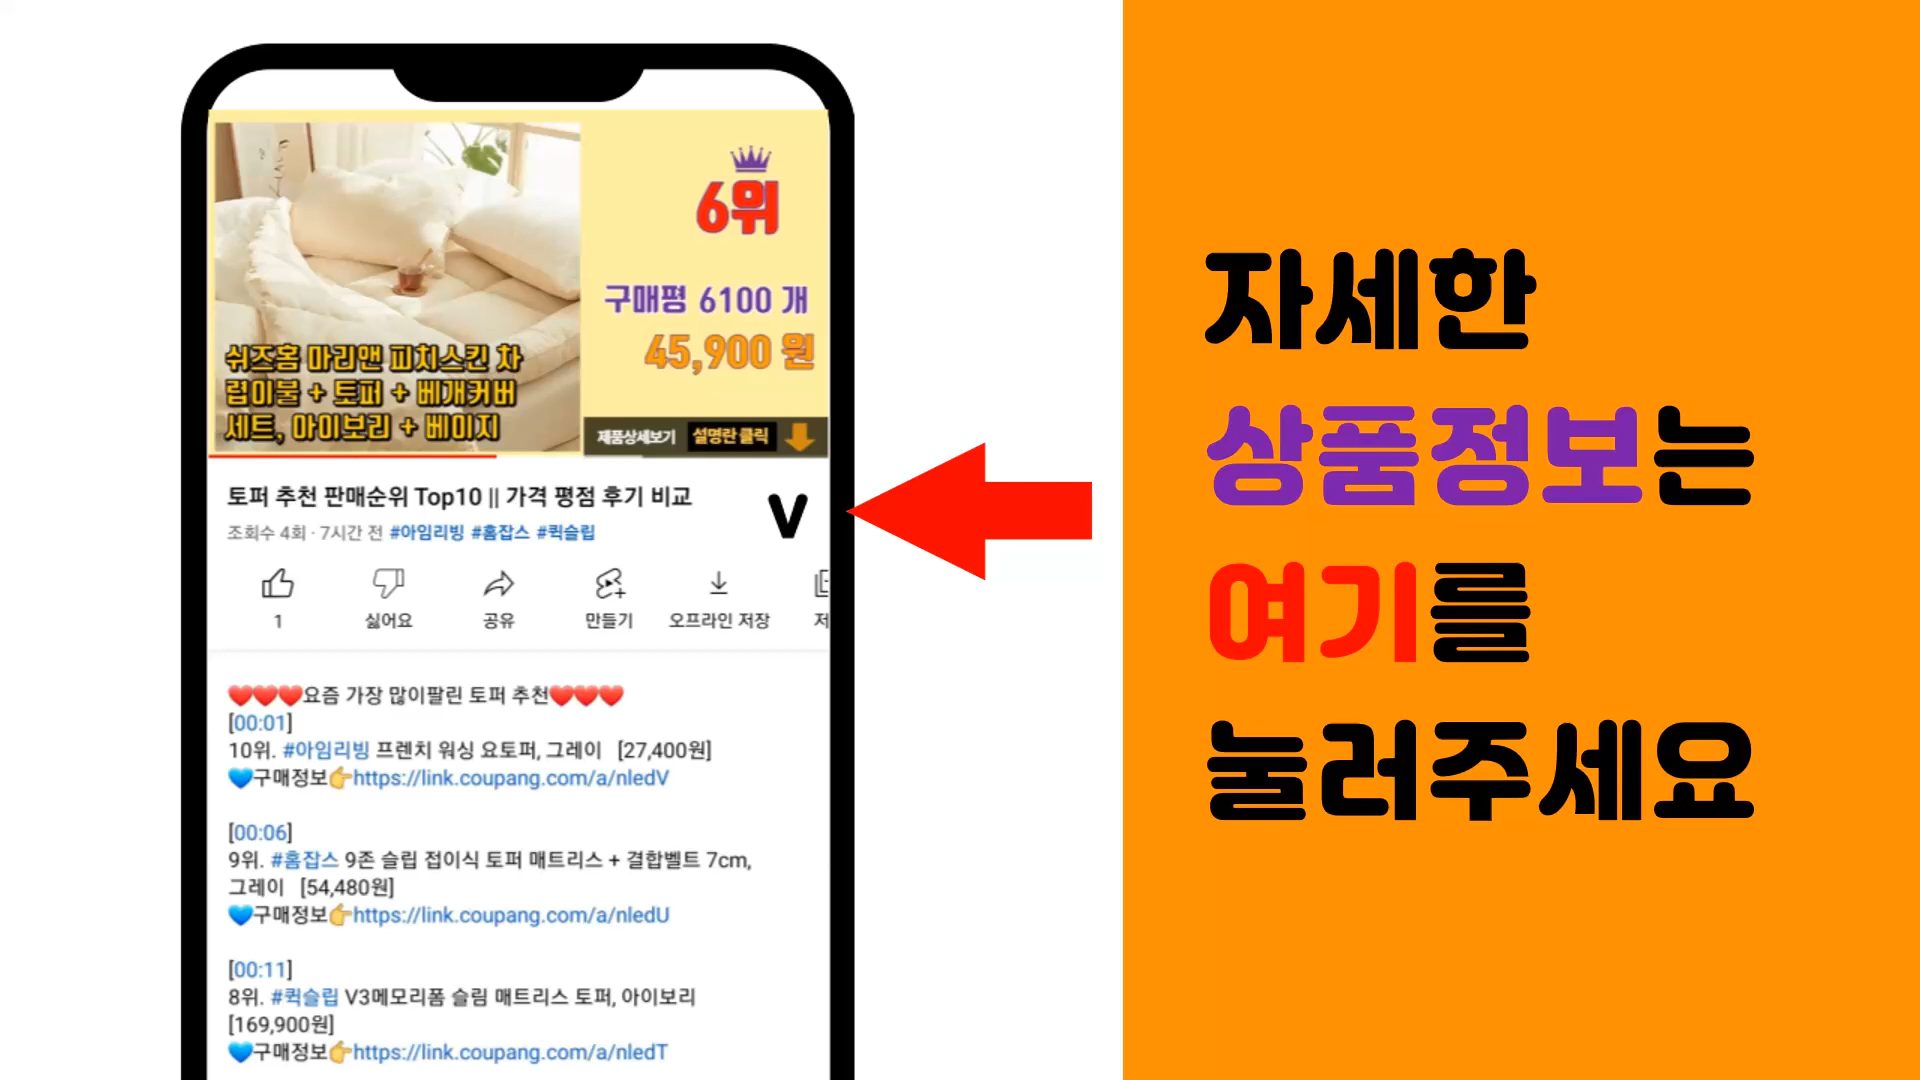 6위
구매평 6100 개
45,900 원
쉬즈홈 마리앤 피치스킨 차
렵이불 + 토퍼 + 베개커버
세트, 아이보리 + 베이지
제품상세보기 설명란 클릭
토퍼 추천 판매순위 Top10 || 가격 평점 후기 비교
V
조회수 4회 · 7시간 전 #아임리빙 #홈잡스 #퀵슬립
1 싫어요 공유 만들기 오프라인 저장 저
❤❤❤요즘 가장 많이팔린 토퍼 추천❤❤❤
[00:01]
10위. #아임리빙 프렌치 워싱 요토퍼, 그레이 [27,400원]
💙구매정보👉https://link.coupang.com/a/nledV
[00:06]
9위. #홈잡스 9존 슬립 접이식 토퍼 매트리스 + 결합벨트 7cm,
그레이 [54,480원]
💙구매정보👉https://link.coupang.com/a/nledU
[00:11]
8위. #퀵슬립 V3메모리폼 슬림 매트리스 토퍼, 아이보리
[169,900원]
💙구매정보👉https://link.coupang.com/a/nledT
자세한
상품정보는
여기를
눌러주세요